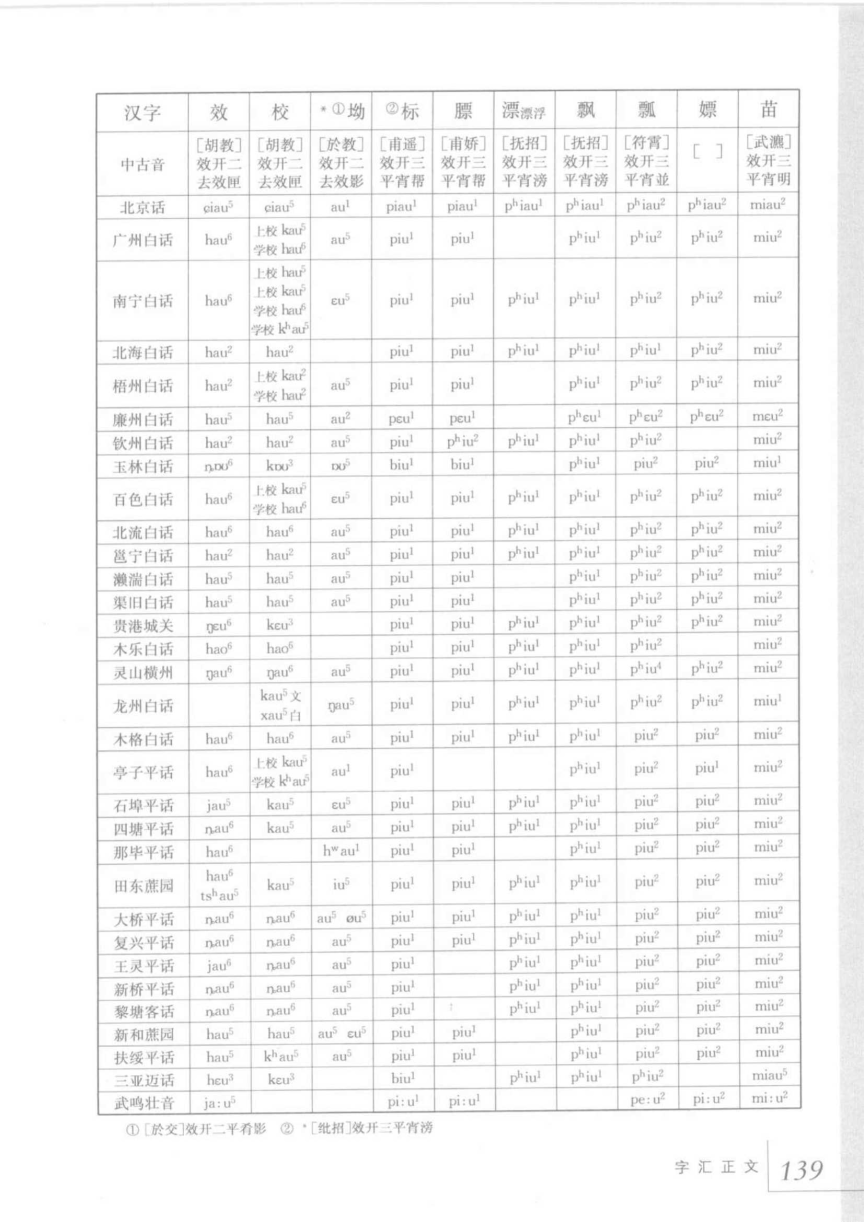 汉字 效 校 *①坳 ②标 膘 漂漂浮 飘 瓢 嫖 苗
中古音 [胡教]效开二去效匣 [胡教]效开二去效匣 [於教]效开二去效影 [甫遥]效开三平宵帮 [甫娇]效开三平宵帮 [抚招]效开三平宵滂 [抚招]效开三平宵滂 [符霄]效开三平宵並 [ ] [武瀌]效开三平宵明
北京话 ɕiau⁵ ɕiau⁵ au¹ piau¹ piau¹ pʰiau¹ pʰiau¹ pʰiau² pʰiau² miau²
广州白话 hau⁶ 上校 kau⁵ 学校 hau⁶ au⁵ piu¹ piu¹ pʰiu¹ pʰiu² pʰiu² miu²
南宁白话 hau⁶ 上校 hau⁵ 上校 kau⁵ 学校 hau⁶ 学校 kʰau⁵ ɛu⁵ piu¹ piu¹ pʰiu¹ pʰiu¹ pʰiu² pʰiu² miu²
北海白话 hau² hau² piu¹ piu¹ pʰiu¹ pʰiu¹ pʰiu¹ pʰiu² miu²
梧州白话 hau² 上校 kau² 学校 hau² au⁵ piu¹ piu¹ pʰiu¹ pʰiu² pʰiu² miu²
廉州白话 hau⁵ hau⁵ au² pɛu¹ pɛu¹ pʰɛu¹ pʰɛu² pʰɛu² mɛu²
钦州白话 hau² hau² au⁵ piu¹ pʰiu² pʰiu¹ pʰiu¹ pʰiu² miu²
玉林白话 ȵɒʊ⁶ kɒʊ³ ɒʊ⁵ biu¹ biu¹ pʰiu¹ piu² piu² miu¹
百色白话 hau⁶ 上校 kau⁵ 学校 hau⁶ ɛu⁵ piu¹ piu¹ pʰiu¹ pʰiu¹ pʰiu² pʰiu² miu²
北流白话 hau⁶ hau⁶ au⁵ piu¹ piu¹ pʰiu¹ pʰiu¹ pʰiu² pʰiu² miu²
邕宁白话 hau² hau² au⁵ piu¹ piu¹ pʰiu¹ pʰiu¹ pʰiu² pʰiu² miu²
濑湍白话 hau⁵ hau⁵ au⁵ piu¹ piu¹ pʰiu¹ pʰiu² pʰiu² miu²
渠旧白话 hau⁵ hau⁵ au⁵ piu¹ piu¹ pʰiu¹ pʰiu² pʰiu² miu²
贵港城关 ŋɛu⁶ kɛu³ piu¹ piu¹ pʰiu¹ pʰiu¹ pʰiu² pʰiu² miu²
木乐白话 hao⁶ hao⁶ piu¹ piu¹ pʰiu¹ pʰiu¹ pʰiu² miu²
灵山横州 ŋau⁶ ŋau⁶ au⁵ piu¹ piu¹ pʰiu¹ pʰiu¹ pʰiu⁴ pʰiu² miu²
龙州白话 kau⁵文 xau⁵白 ŋau⁵ piu¹ piu¹ pʰiu¹ pʰiu¹ pʰiu² pʰiu² miu¹
木格白话 hau⁶ hau⁶ au⁵ piu¹ piu¹ pʰiu¹ pʰiu¹ piu² piu² miu²
亭子平话 hau⁶ 上校 kau⁵ 学校 kʰau⁵ au¹ piu¹ pʰiu¹ piu² piu¹ miu²
石埠平话 jau⁵ kau⁵ ɛu⁵ piu¹ piu¹ pʰiu¹ pʰiu¹ piu² piu² miu²
四塘平话 ȵau⁶ kau⁵ au⁵ piu¹ piu¹ pʰiu¹ pʰiu¹ piu² piu² miu²
那毕平话 hau⁶ hʷau¹ piu¹ piu¹ pʰiu¹ piu² piu² miu²
田东蔗园 hau⁶ tsʰau⁵ kau⁵ iu⁵ piu¹ piu¹ pʰiu¹ pʰiu¹ piu² piu² miu²
大桥平话 ȵau⁶ ȵau⁶ au⁵ øu⁵ piu¹ piu¹ pʰiu¹ pʰiu¹ piu² piu² miu²
复兴平话 ȵau⁶ ȵau⁶ au⁵ piu¹ piu¹ pʰiu¹ pʰiu¹ piu² piu² miu²
王灵平话 jau⁶ ȵau⁶ au⁵ piu¹ pʰiu¹ pʰiu¹ piu² piu² miu²
新桥平话 ȵau⁶ ȵau⁶ au⁵ piu¹ pʰiu¹ pʰiu¹ piu² piu² miu²
黎塘客话 ȵau⁶ ȵau⁶ au⁵ piu¹ pʰiu¹ pʰiu¹ piu² piu² miu²
新和蔗园 hau⁵ hau⁵ au⁵ ɛu⁵ piu¹ piu¹ pʰiu¹ piu² piu² miu²
扶绥平话 hau⁵ kʰau⁵ au⁵ piu¹ piu¹ pʰiu¹ piu² piu² miu²
三亚迈话 hɛu³ kɛu³ biu¹ pʰiu¹ pʰiu¹ pʰiu² miau⁵
武鸣壮音 ja:u⁵ pi:u¹ pi:u¹ pe:u² pi:u² mi:u²
①[於交]效开二平肴影 ②*[纰招]效开三平宵滂
字汇正文 139